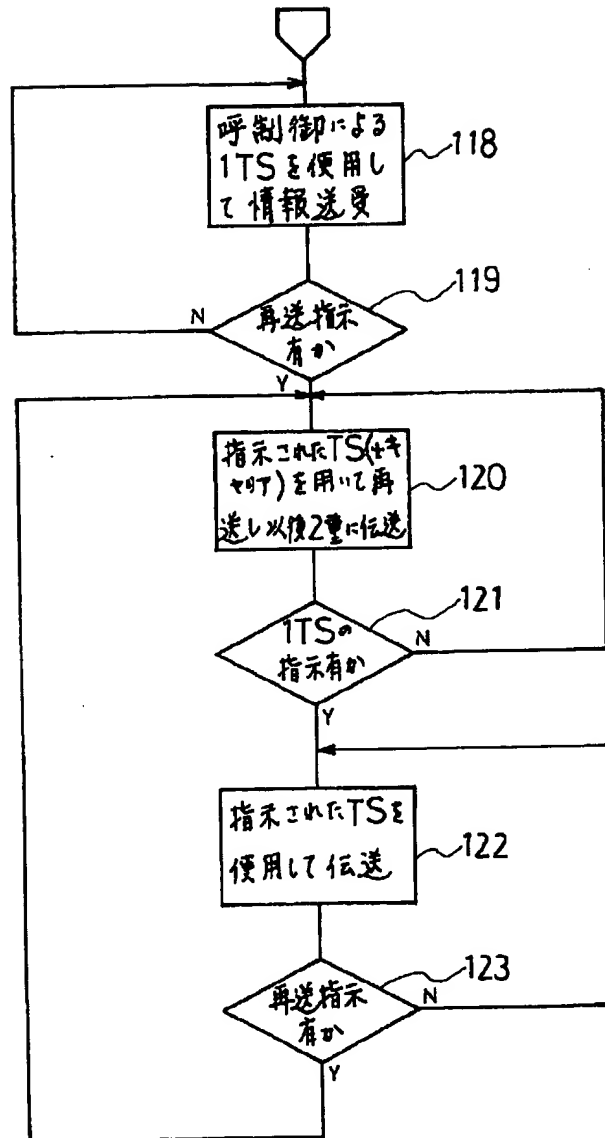 呼制御による
1TSを使用し
て情報送受
118
再送指示
有か
119
N
Y
指示されたTS(or
キャリア)を用いて再
送し以後2重に伝送
120
1TSの
指示有か
121
N
Y
指示されたTSを
使用して伝送
122
再送指示
有か
123
N
Y